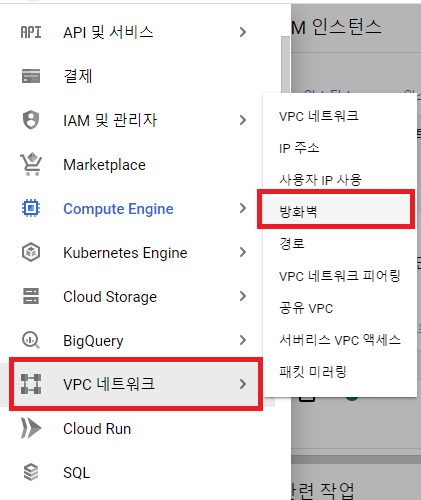 API API 및 서비스
결제
IAM 및 관리자
Marketplace
Compute Engine
Kubernetes Engine
Cloud Storage
BigQuery
VPC 네트워크
Cloud Run
SQL
M 인스턴스
VPC 네트워크
IP 주소
사용자 IP 사용
방화벽
경로
VPC 네트워크 피어링
공유 VPC
서버리스 VPC 액세스
패킷 미러링
관련 작업